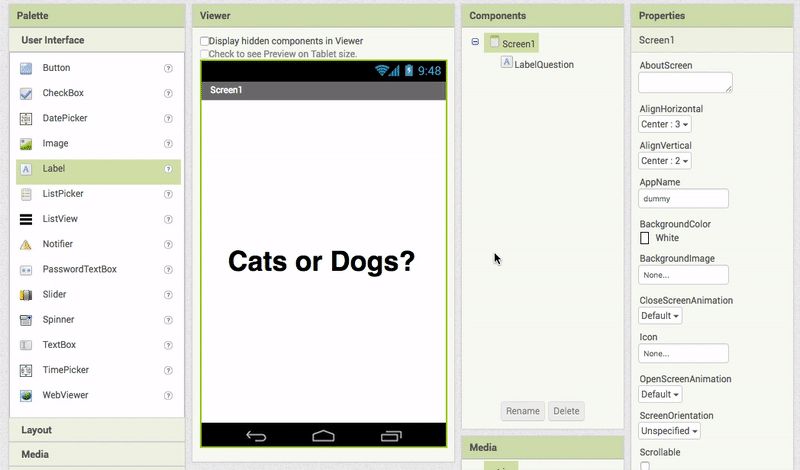 Palette
User Interface
Button
?
CheckBox
?
DatePicker
?
Image
?
A
Label
?
ListPicker
?
ListView
?
Notifier
?
PasswordTextBox
?
Slider
?
Spinner
?
TextBox
?
TimePicker
?
WebViewer
?
Layout
Media
Viewer
Display hidden components in Viewer
Check to see Preview on Tablet size.
9:48
Screen1
Cats or Dogs?
Components
Screen1
A
LabelQuestion
Rename
Delete
Media
Properties
Screen1
AboutScreen
AlignHorizontal
Center : 3
AlignVertical
Center : 2
AppName
dummy
BackgroundColor
White
BackgroundImage
None...
CloseScreenAnimation
Default
Icon
None...
OpenScreenAnimation
Default
ScreenOrientation
Unspecified
Scrollable